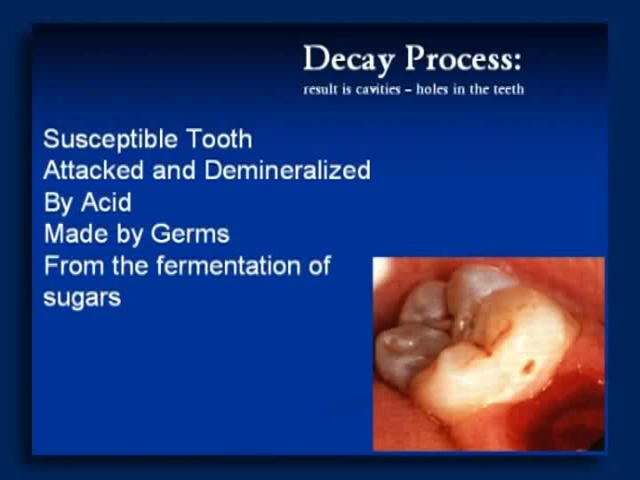 Decay Process:
result is cavities – holes in the teeth
Susceptible Tooth
Attacked and Demineralized
By Acid
Made by Germs
From the fermentation of
sugars